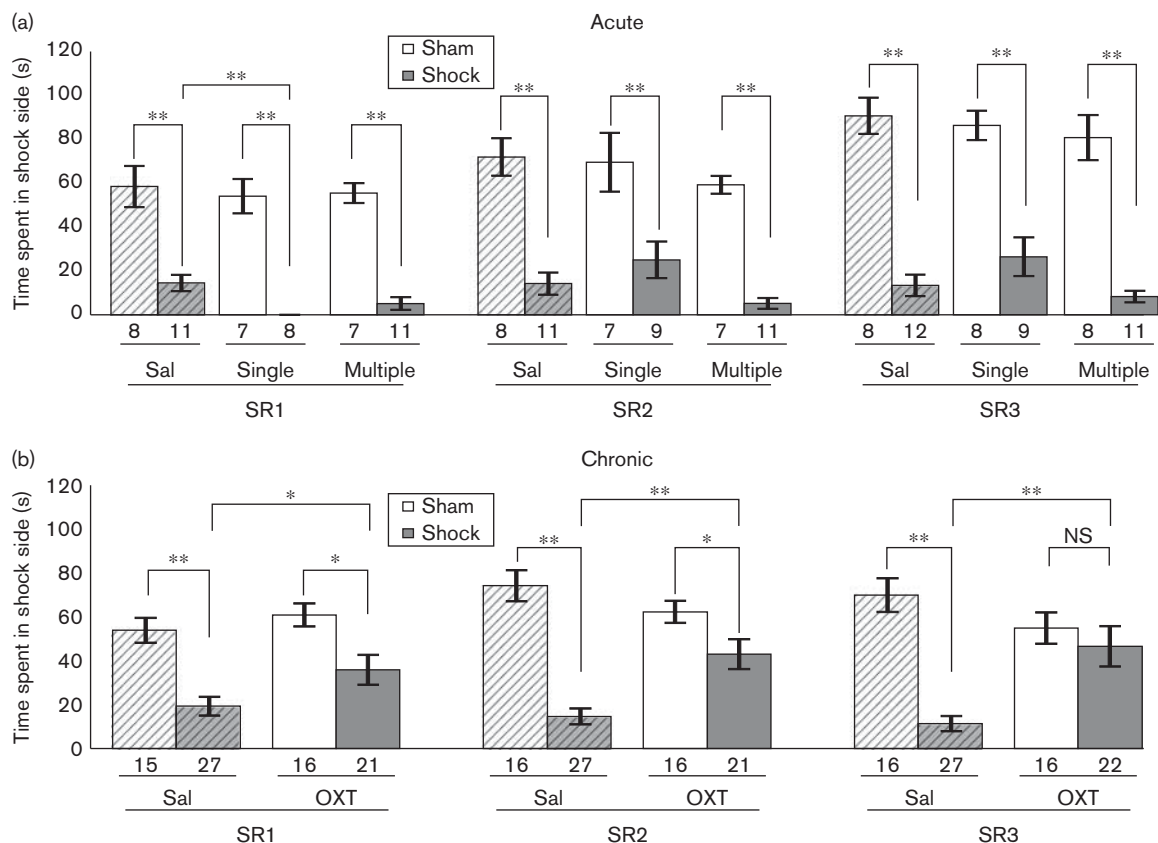 (a)
Acute
Time spent in shock side (s)
120
100
80
60
40
20
0
Sham
Shock
** ** ** **
** ** **
** ** **
8 11 7 8 7 11
8 11 7 9 7 11
8 12 8 9 8 11
Sal Single Multiple
Sal Single Multiple
Sal Single Multiple
SR1 SR2 SR3
(b)
Chronic
Time spent in shock side (s)
120
100
80
60
40
20
0
Sham
Shock
* ** *
** ** *
** ** NS
15 27 16 21
16 27 16 21
16 27 16 22
Sal OXT
Sal OXT
Sal OXT
SR1 SR2 SR3